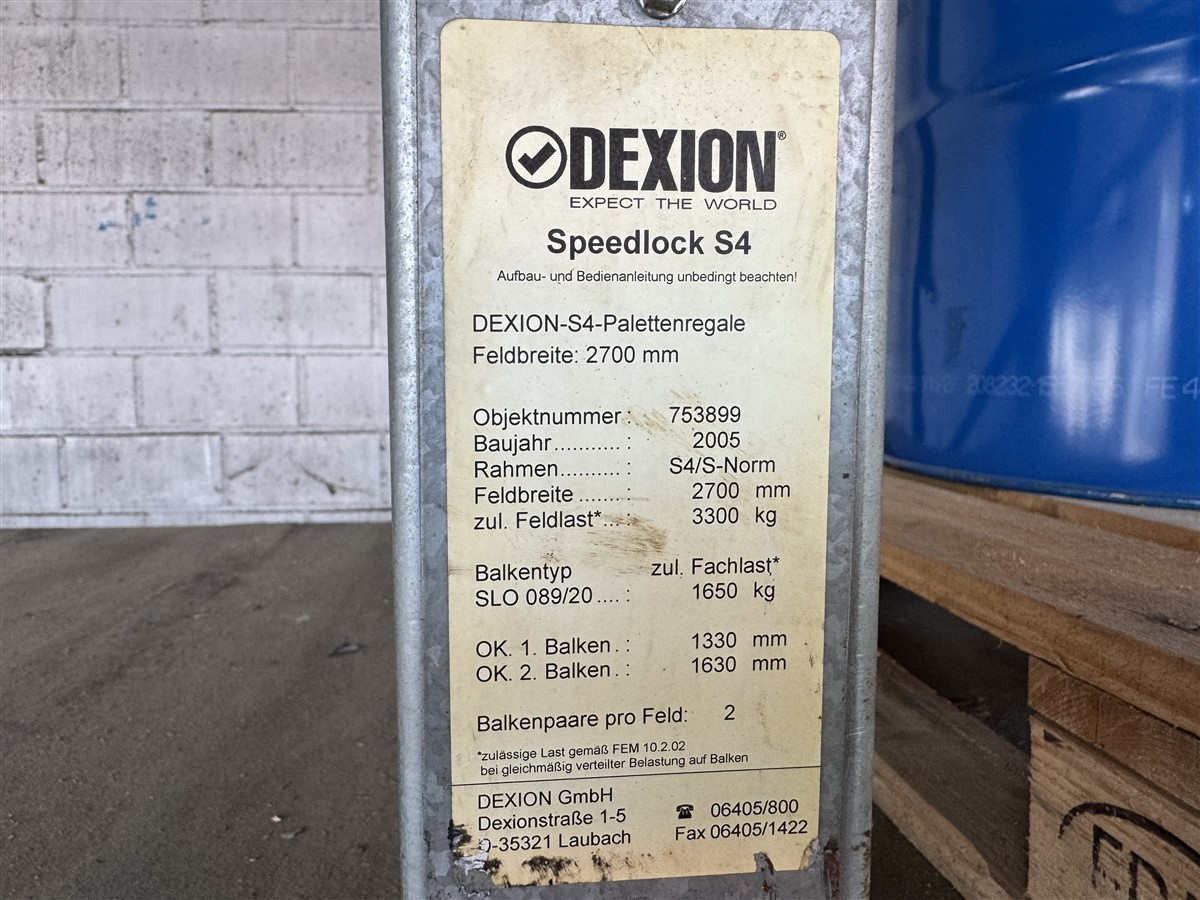 DEXION®
EXPECT THE WORLD
Speedlock S4
Aufbau- und Bedienanleitung unbedingt beachten!
DEXION-S4-Palettenregale
Feldbreite: 2700 mm
Objektnummer : 753899
Baujahr........... : 2005
Rahmen.......... : S4/S-Norm
Feldbreite ....... : 2700 mm
zul. Feldlast*... : 3300 kg
Balkentyp zul. Fachlast*
SLO 089/20 .... : 1650 kg
OK. 1. Balken . : 1330 mm
OK. 2. Balken . : 1630 mm
Balkenpaare pro Feld: 2
*zulässige Last gemäß FEM 10.2.02
bei gleichmäßig verteilter Belastung auf Balken
DEXION GmbH
Dexionstraße 1-5
D-35321 Laubach
☎ 06405/800
Fax 06405/1422